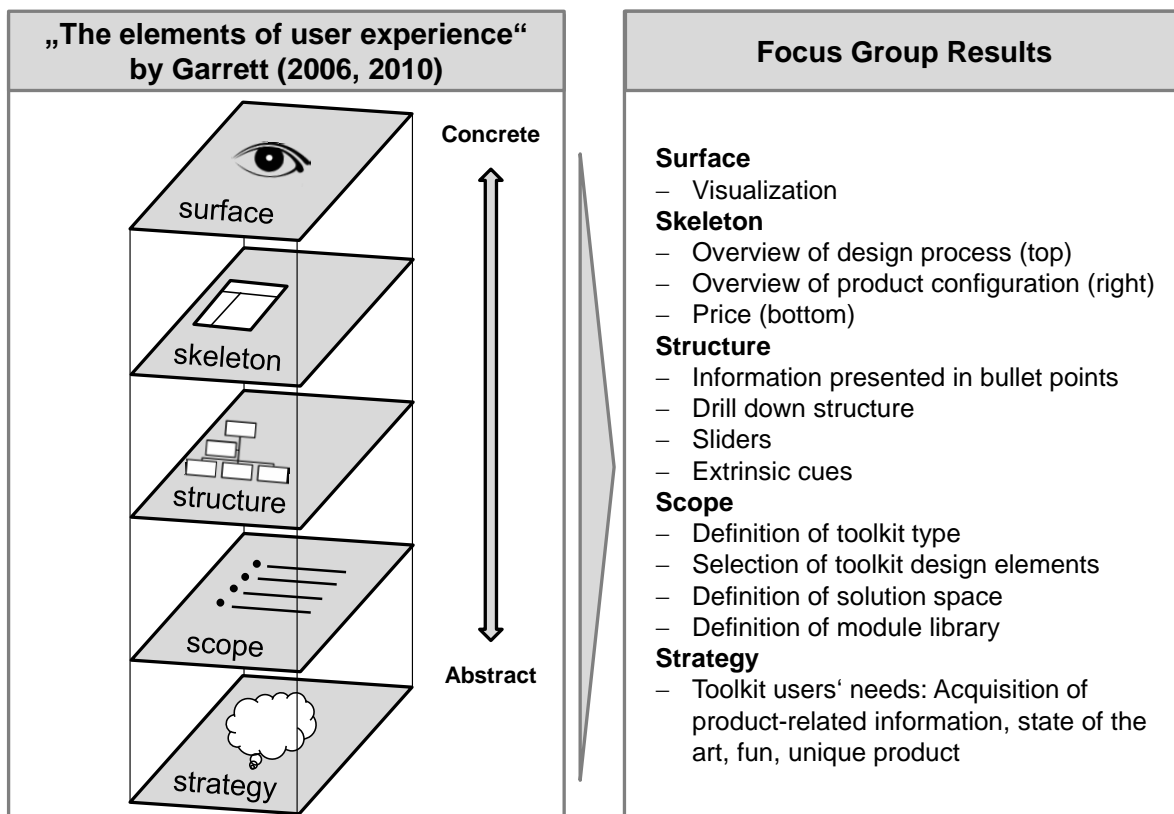 „The elements of user experience“
by Garrett (2006, 2010)
Concrete
surface
skeleton
structure
scope
Abstract
strategy
Focus Group Results
Surface
– Visualization
Skeleton
– Overview of design process (top)
– Overview of product configuration (right)
– Price (bottom)
Structure
– Information presented in bullet points
– Drill down structure
– Sliders
– Extrinsic cues
Scope
– Definition of toolkit type
– Selection of toolkit design elements
– Definition of solution space
– Definition of module library
Strategy
– Toolkit users‘ needs: Acquisition of
product-related information, state of the
art, fun, unique product